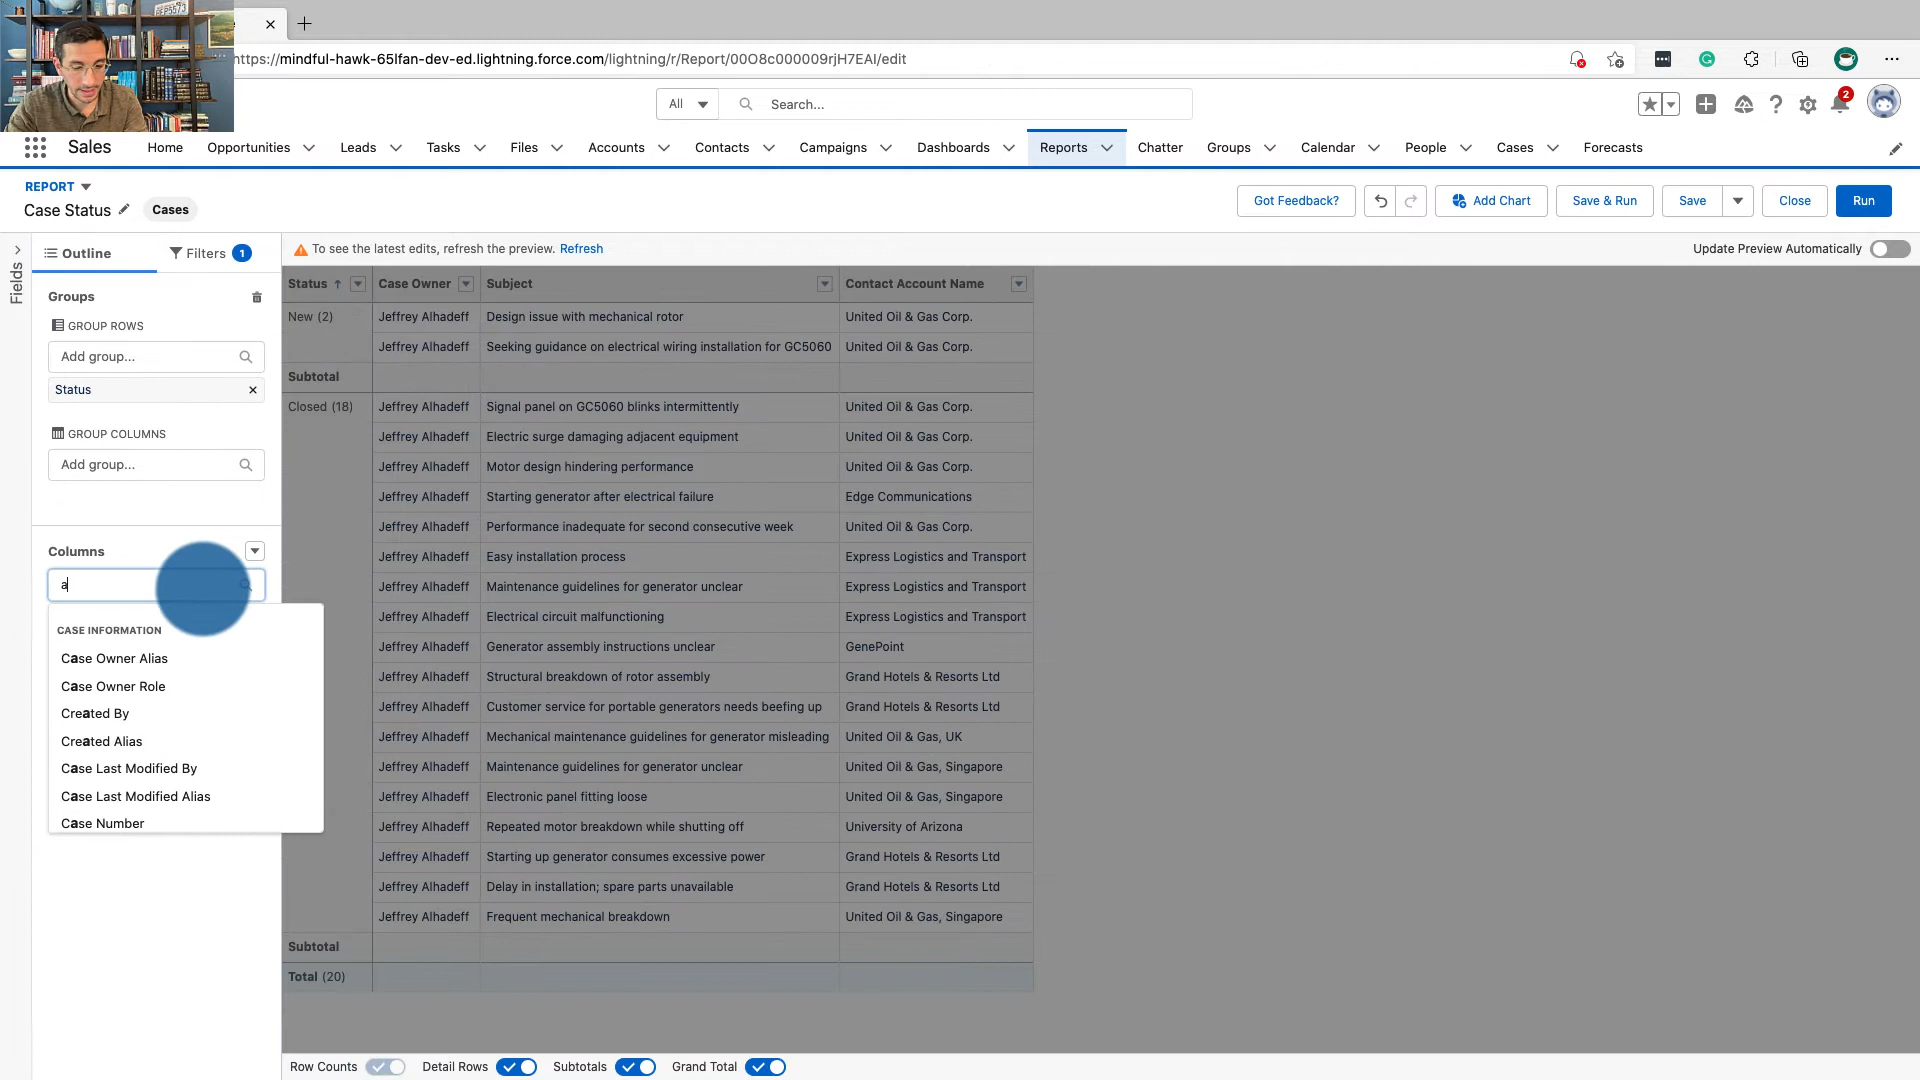 PEP5573
https://mindful-hawk-65lfan-dev-ed.lightning.force.com/lightning/r/Report/00O8c000009rjH7EAI/edit
All
Search...
2
Sales
Home
Opportunities
Leads
Tasks
Files
Accounts
Contacts
Campaigns
Dashboards
Reports
Chatter
Groups
Calendar
People
Cases
Forecasts
REPORT
Case Status
Cases
Got Feedback?
Add Chart
Save & Run
Save
Close
Run
Fields
Outline
Filters 1
To see the latest edits, refresh the preview. Refresh
Update Preview Automatically
Groups
GROUP ROWS
Add group...
Status
GROUP COLUMNS
Add group...
Columns
a
CASE INFORMATION
Case Owner Alias
Case Owner Role
Created By
Created Alias
Case Last Modified By
Case Last Modified Alias
Case Number
Status ↑ Case Owner Subject Contact Account Name
New (2) Jeffrey Alhadeff Design issue with mechanical rotor United Oil & Gas Corp.
Jeffrey Alhadeff Seeking guidance on electrical wiring installation for GC5060 United Oil & Gas Corp.
Subtotal
Closed (18) Jeffrey Alhadeff Signal panel on GC5060 blinks intermittently United Oil & Gas Corp.
Jeffrey Alhadeff Electric surge damaging adjacent equipment United Oil & Gas Corp.
Jeffrey Alhadeff Motor design hindering performance United Oil & Gas Corp.
Jeffrey Alhadeff Starting generator after electrical failure Edge Communications
Jeffrey Alhadeff Performance inadequate for second consecutive week United Oil & Gas Corp.
Jeffrey Alhadeff Easy installation process Express Logistics and Transport
Jeffrey Alhadeff Maintenance guidelines for generator unclear Express Logistics and Transport
Jeffrey Alhadeff Electrical circuit malfunctioning Express Logistics and Transport
Jeffrey Alhadeff Generator assembly instructions unclear GenePoint
Jeffrey Alhadeff Structural breakdown of rotor assembly Grand Hotels & Resorts Ltd
Jeffrey Alhadeff Customer service for portable generators needs beefing up Grand Hotels & Resorts Ltd
Jeffrey Alhadeff Mechanical maintenance guidelines for generator misleading United Oil & Gas, UK
Jeffrey Alhadeff Maintenance guidelines for generator unclear United Oil & Gas, Singapore
Jeffrey Alhadeff Electronic panel fitting loose United Oil & Gas, Singapore
Jeffrey Alhadeff Repeated motor breakdown while shutting off University of Arizona
Jeffrey Alhadeff Starting up generator consumes excessive power Grand Hotels & Resorts Ltd
Jeffrey Alhadeff Delay in installation; spare parts unavailable Grand Hotels & Resorts Ltd
Jeffrey Alhadeff Frequent mechanical breakdown United Oil & Gas, Singapore
Subtotal
Total (20)
Row Counts
Detail Rows
Subtotals
Grand Total